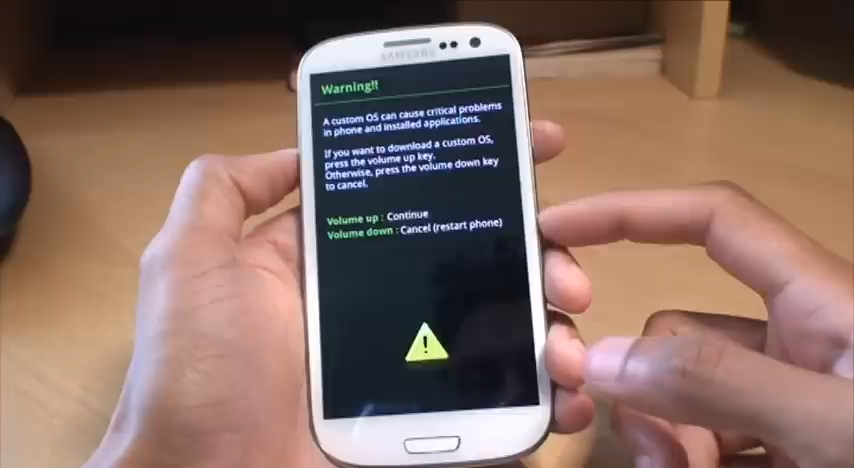 SAMSUNG
Warning!!
A custom OS can cause critical problems
in phone and installed applications.
If you want to download a custom OS,
press the volume up key.
Otherwise, press the volume down key
to cancel.
Volume up : Continue
Volume down : Cancel (restart phone)
!